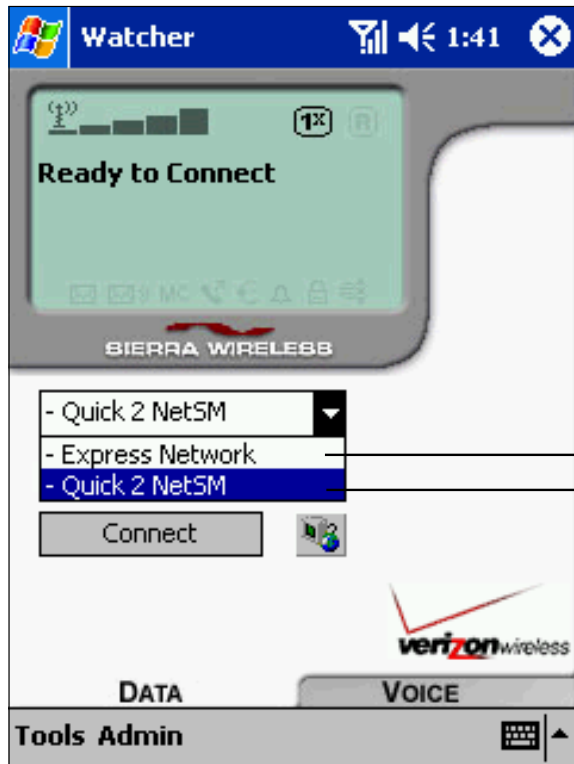 Watcher 1:41
1X R
Ready to Connect
MC
SIERRA WIRELESS
- Quick 2 NetSM
- Express Network
- Quick 2 NetSM
Connect
verizonwireless
DATA VOICE
Tools Admin